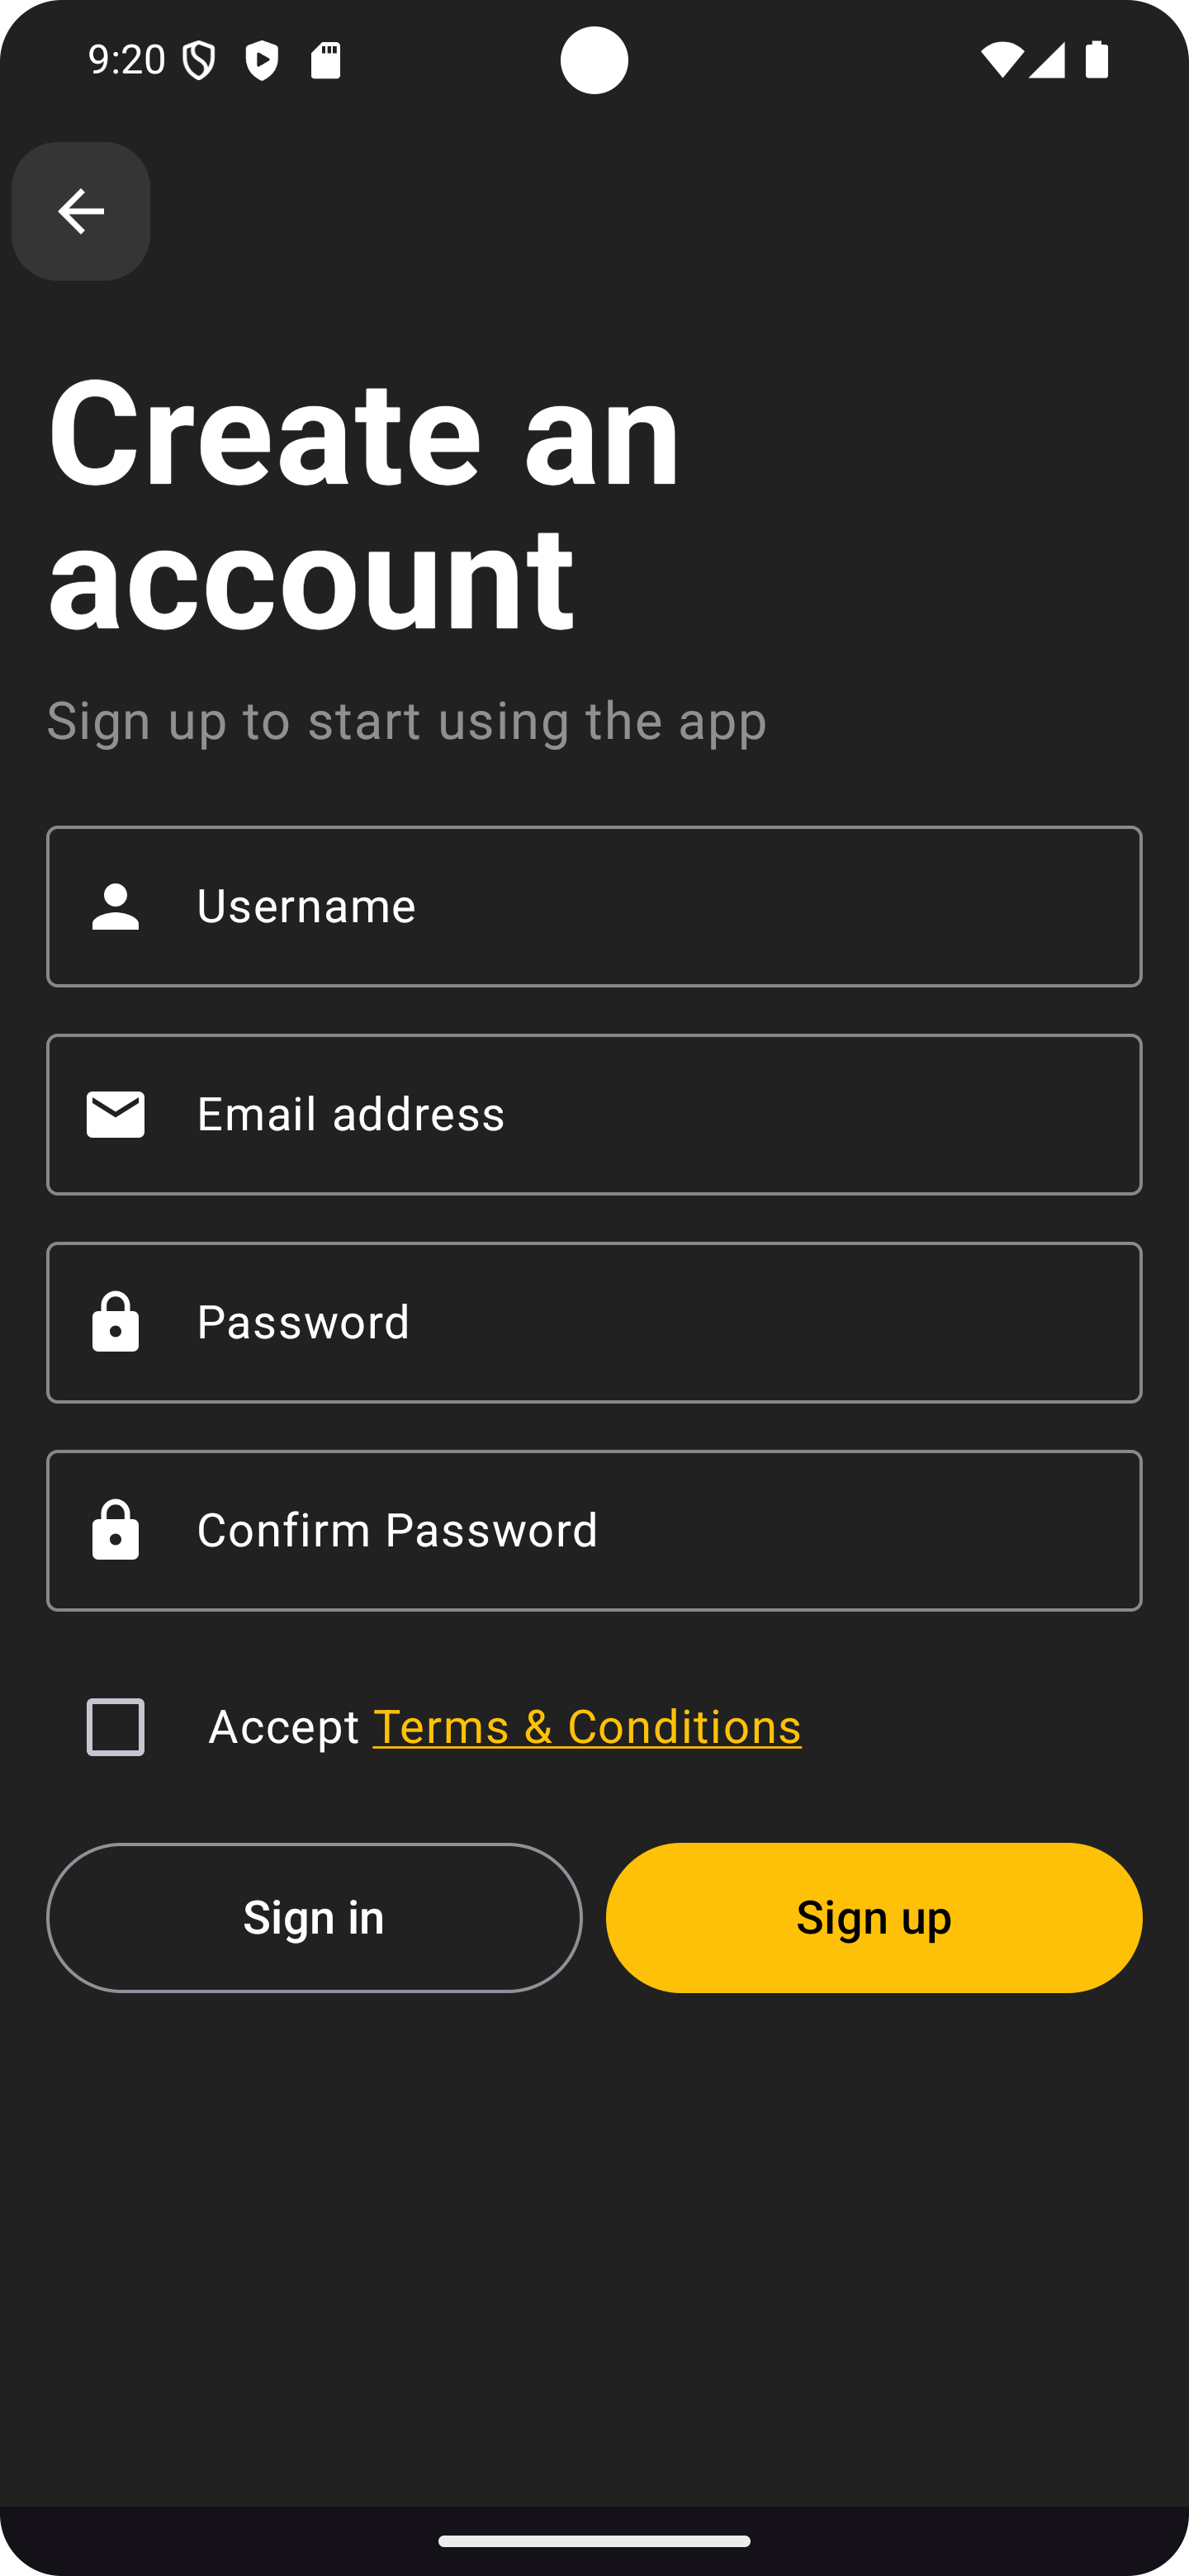 9:20
Create an
account
Sign up to start using the app
Username
Email address
Password
Confirm Password
Accept Terms & Conditions
Sign in
Sign up